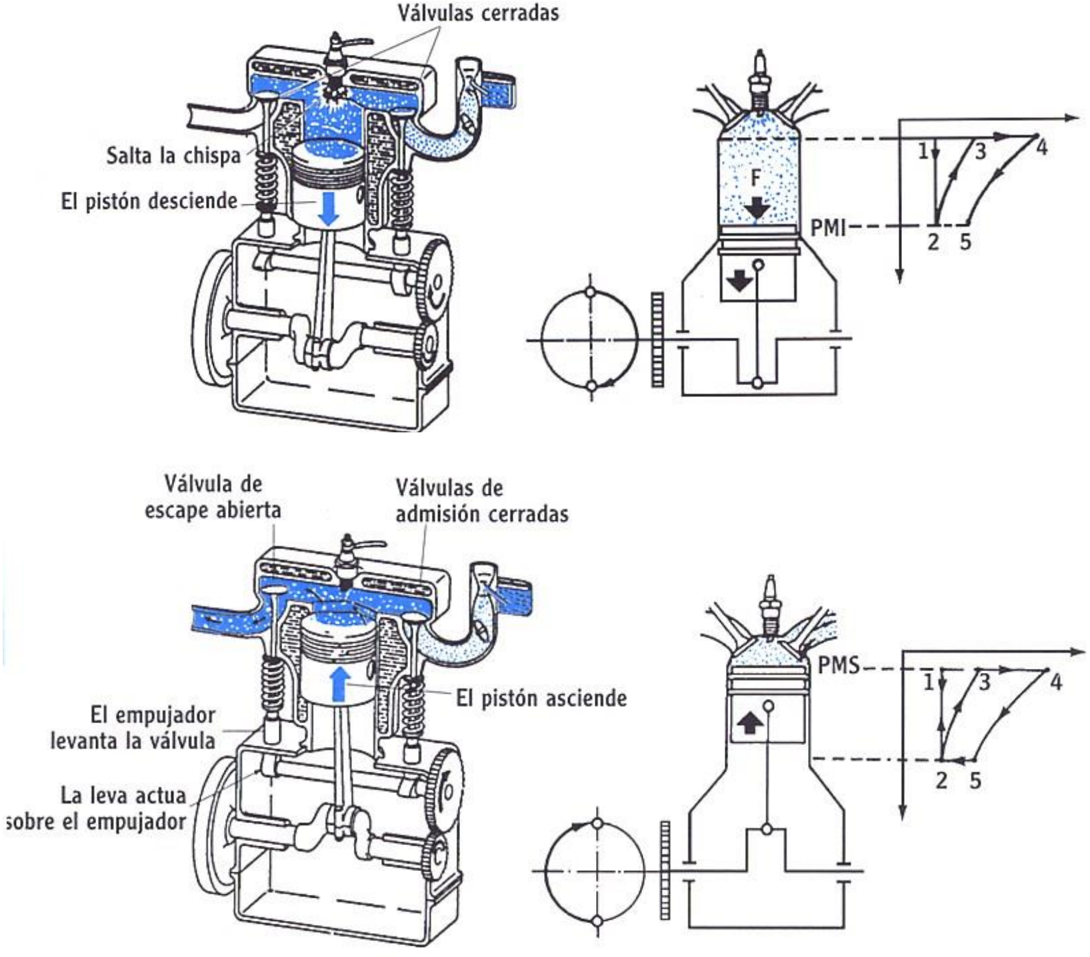 Válvulas cerradas
Salta la chispa
El pistón desciende
F
PMI
1
3
4
2
5
Válvula de
escape abierta
Válvulas de
admisión cerradas
El pistón asciende
El empujador
levanta la válvula
La leva actua
sobre el empujador
PMS
1
3
4
2
5